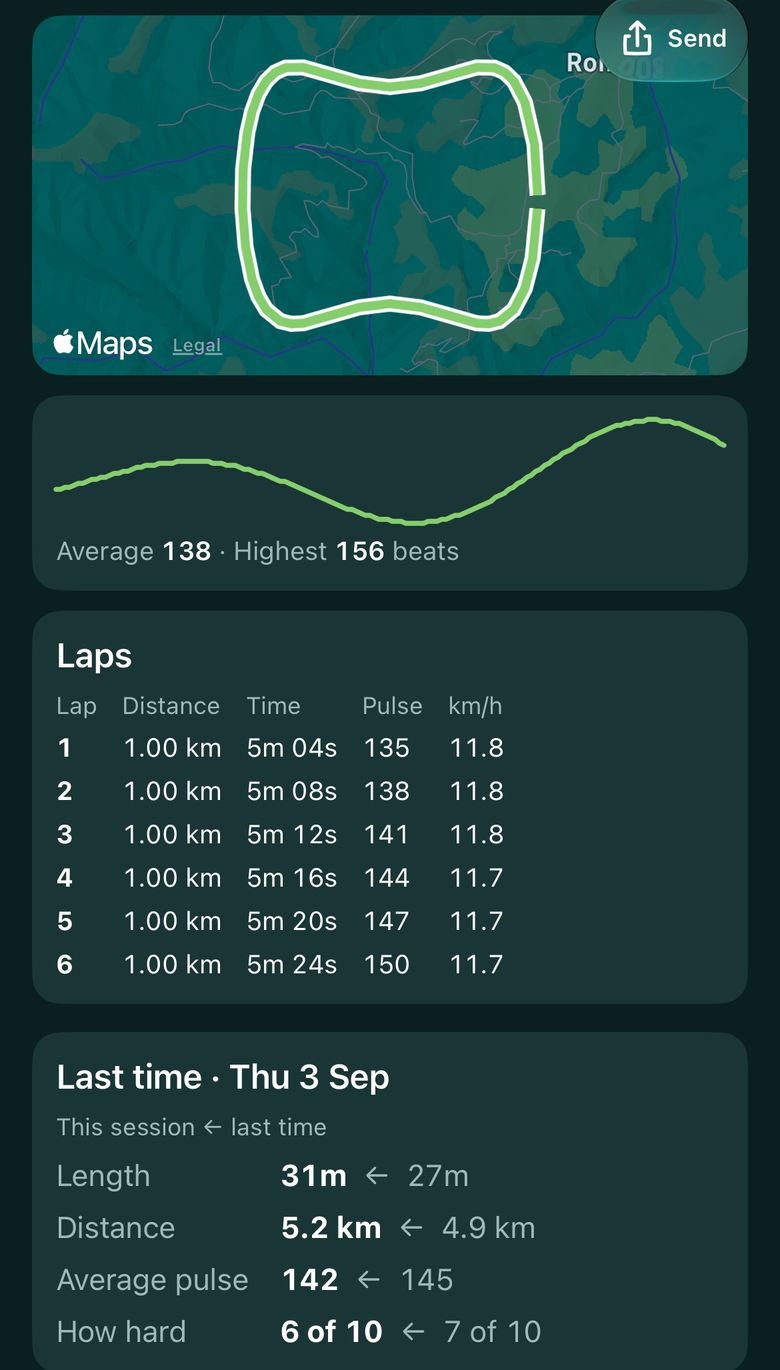 Send
Maps
Legal
Average 138 · Highest 156 beats
Laps
Lap Distance Time Pulse km/h
1 1.00 km 5m 04s 135 11.8
2 1.00 km 5m 08s 138 11.8
3 1.00 km 5m 12s 141 11.8
4 1.00 km 5m 16s 144 11.7
5 1.00 km 5m 20s 147 11.7
6 1.00 km 5m 24s 150 11.7
Last time · Thu 3 Sep
This session ← last time
Length 31m ← 27m
Distance 5.2 km ← 4.9 km
Average pulse 142 ← 145
How hard 6 of 10 ← 7 of 10